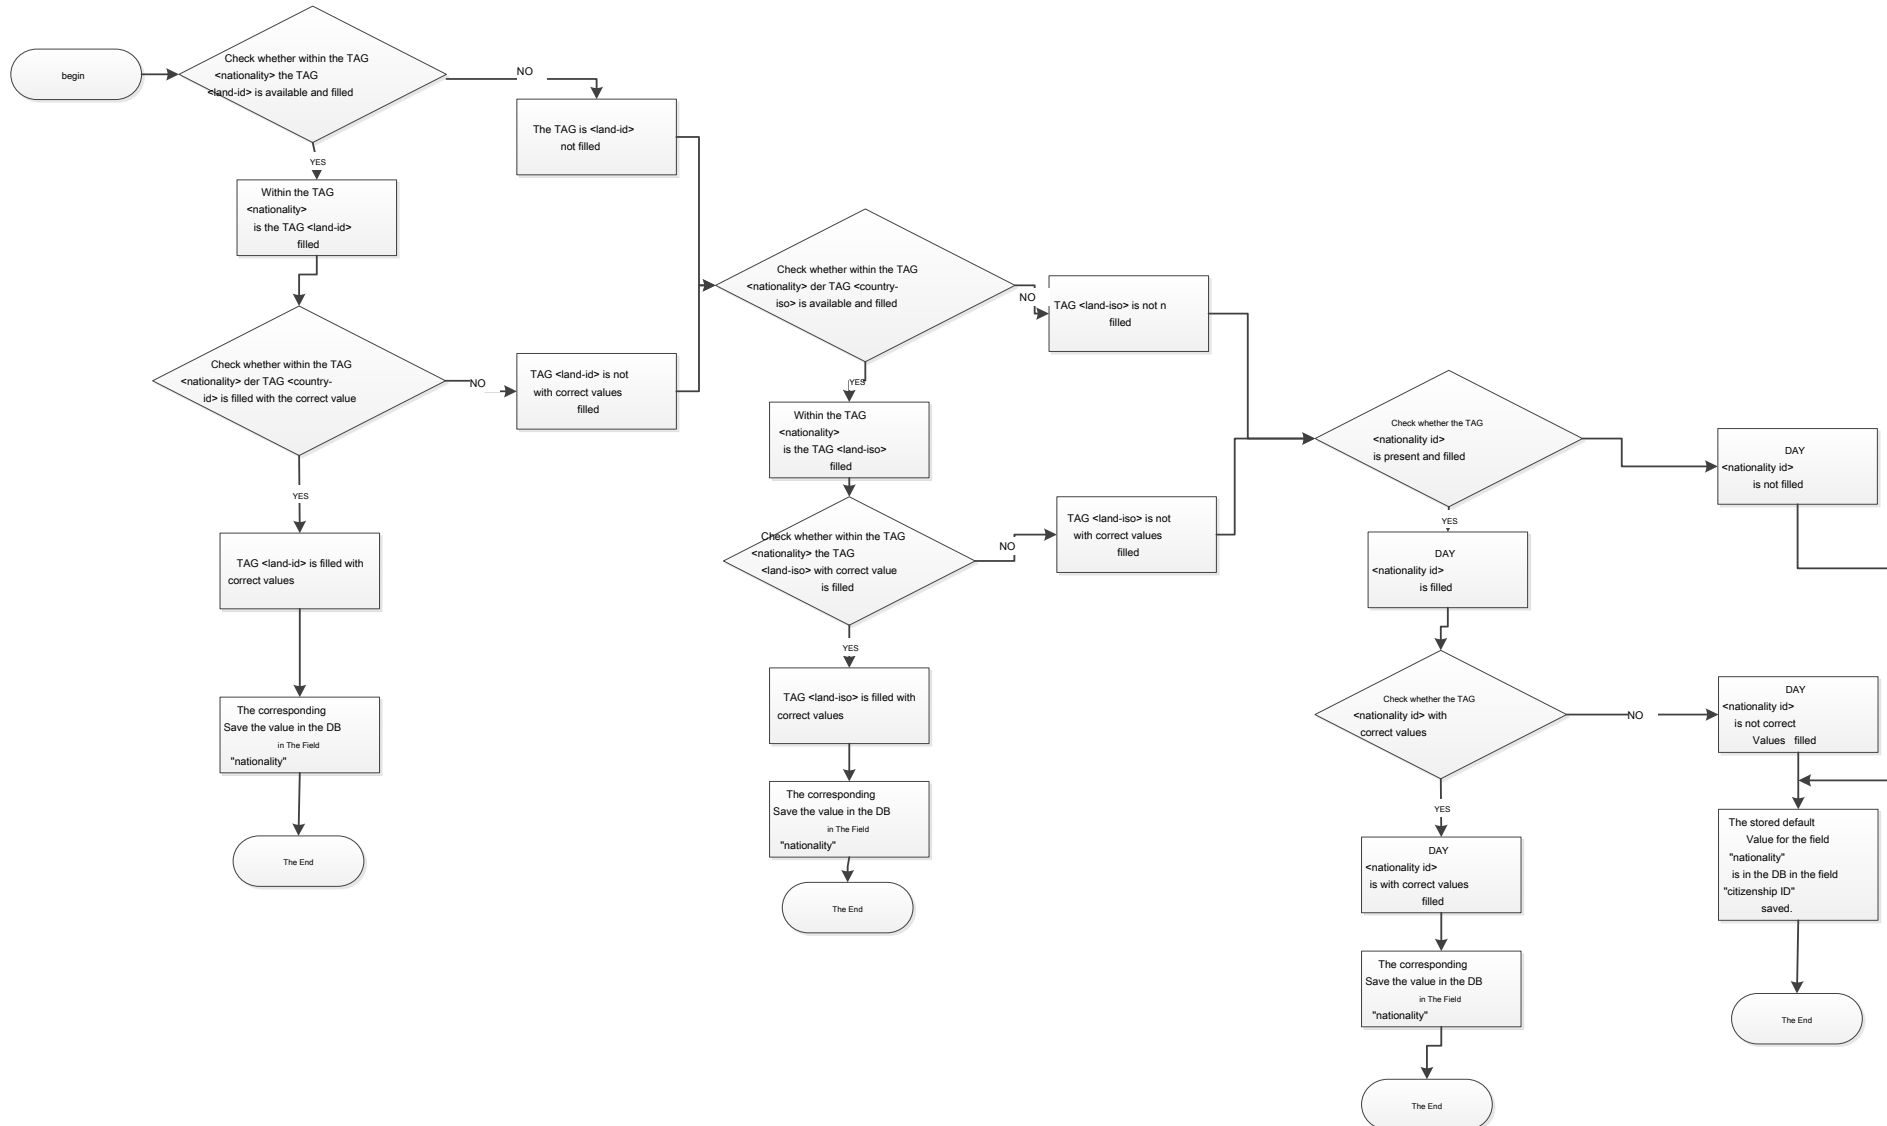 begin
Check whether within the TAG
<nationality> the TAG
<land-id> is available and filled
NO
The TAG is <land-id>
not filled
YES
Within the TAG
<nationality>
is the TAG <land-id>
filled
Check whether within the TAG
<nationality> der TAG <country-
id> is filled with the correct value
NO
TAG <land-id> is not
with correct values
filled
YES
TAG <land-id> is filled with
correct values
The corresponding
Save the value in the DB
in The Field
"nationality"
The End
Check whether within the TAG
<nationality> der TAG <country-
iso> is available and filled
NO
TAG <land-iso> is not n
filled
YES
Within the TAG
<nationality>
is the TAG <land-iso>
filled
Check whether within the TAG
<nationality> the TAG
<land-iso> with correct value
is filled
NO
TAG <land-iso> is not
with correct values
filled
YES
TAG <land-iso> is filled with
correct values
The corresponding
Save the value in the DB
in The Field
"nationality"
The End
Check whether the TAG
<nationality id>
is present and filled
DAY
<nationality id>
is not filled
YES
DAY
<nationality id>
is filled
Check whether the TAG
<nationality id> with
correct values
NO
DAY
<nationality id>
is not correct
Values filled
YES
DAY
<nationality id>
is with correct values
filled
The corresponding
Save the value in the DB
in The Field
"nationality"
The End
The stored default
Value for the field
"nationality"
is in the DB in the field
"citizenship ID"
saved.
The End